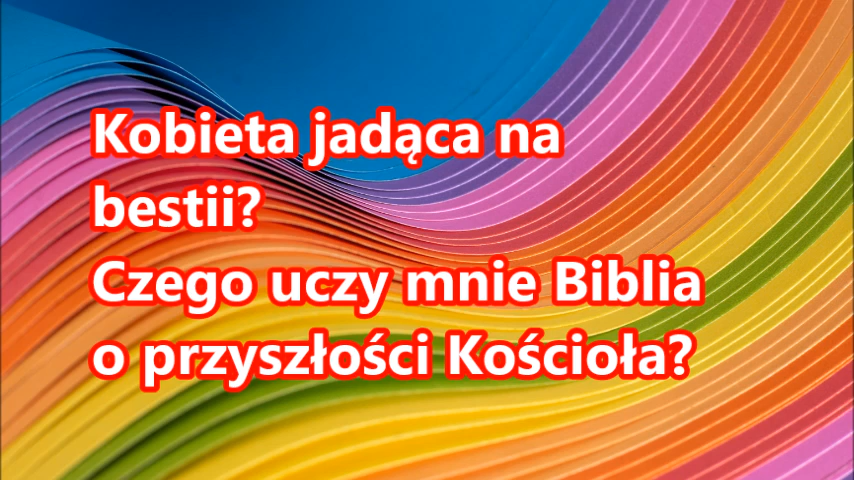 Kobieta jadąca na
bestii?
Czego uczy mnie Biblia
o przyszłości Kościoła?